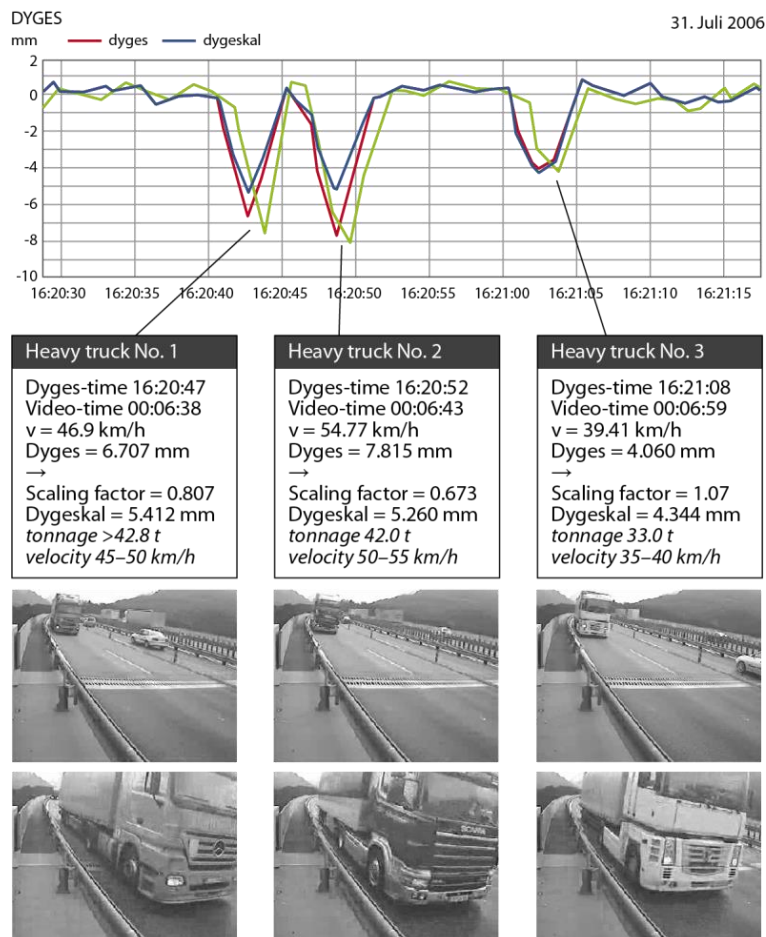 DYGES
31. Juli 2006
mm dyges dygeskal
2
0
-2
-4
-6
-8
-10
16:20:30 16:20:35 16:20:40 16:20:45 16:20:50 16:20:55 16:21:00 16:21:05 16:21:10 16:21:15
Heavy truck No. 1
Dyges-time 16:20:47
Video-time 00:06:38
v = 46.9 km/h
Dyges = 6.707 mm
→
Scaling factor = 0.807
Dygeskal = 5.412 mm
tonnage >42.8 t
velocity 45–50 km/h
Heavy truck No. 2
Dyges-time 16:20:52
Video-time 00:06:43
v = 54.77 km/h
Dyges = 7.815 mm
→
Scaling factor = 0.673
Dygeskal = 5.260 mm
tonnage 42.0 t
velocity 50–55 km/h
Heavy truck No. 3
Dyges-time 16:21:08
Video-time 00:06:59
v = 39.41 km/h
Dyges = 4.060 mm
→
Scaling factor = 1.07
Dygeskal = 4.344 mm
tonnage 33.0 t
velocity 35–40 km/h
SCANIA